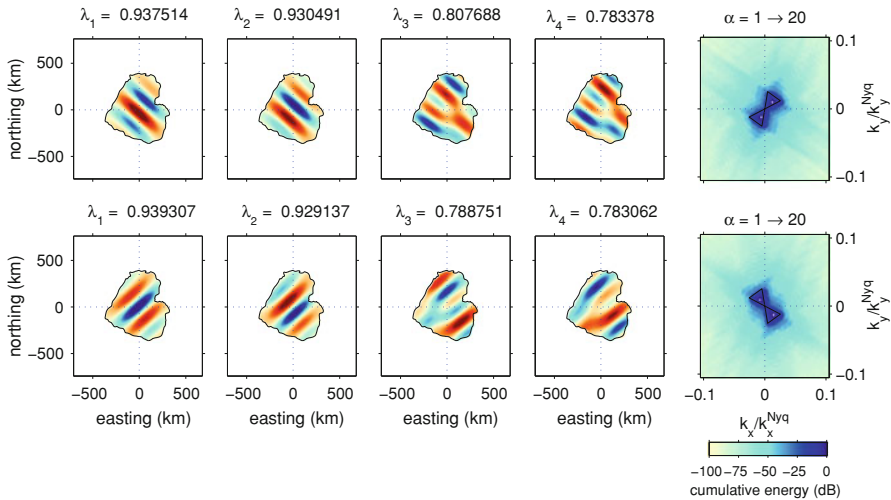 λ1 = 0.937514
λ2 = 0.930491
λ3 = 0.807688
λ4 = 0.783378
α = 1 → 20
northing (km)
500
0
−500
0.1
0
−0.1
ky/kyNyq
λ1 = 0.939307
λ2 = 0.929137
λ3 = 0.788751
λ4 = 0.783062
α = 1 → 20
northing (km)
500
0
−500
0.1
0
−0.1
ky/kyNyq
−500 0 500
−500 0 500
−500 0 500
−500 0 500
−0.1 0 0.1
easting (km)
easting (km)
easting (km)
easting (km)
kx/kxNyq
−100 −75 −50 −25 0
cumulative energy (dB)